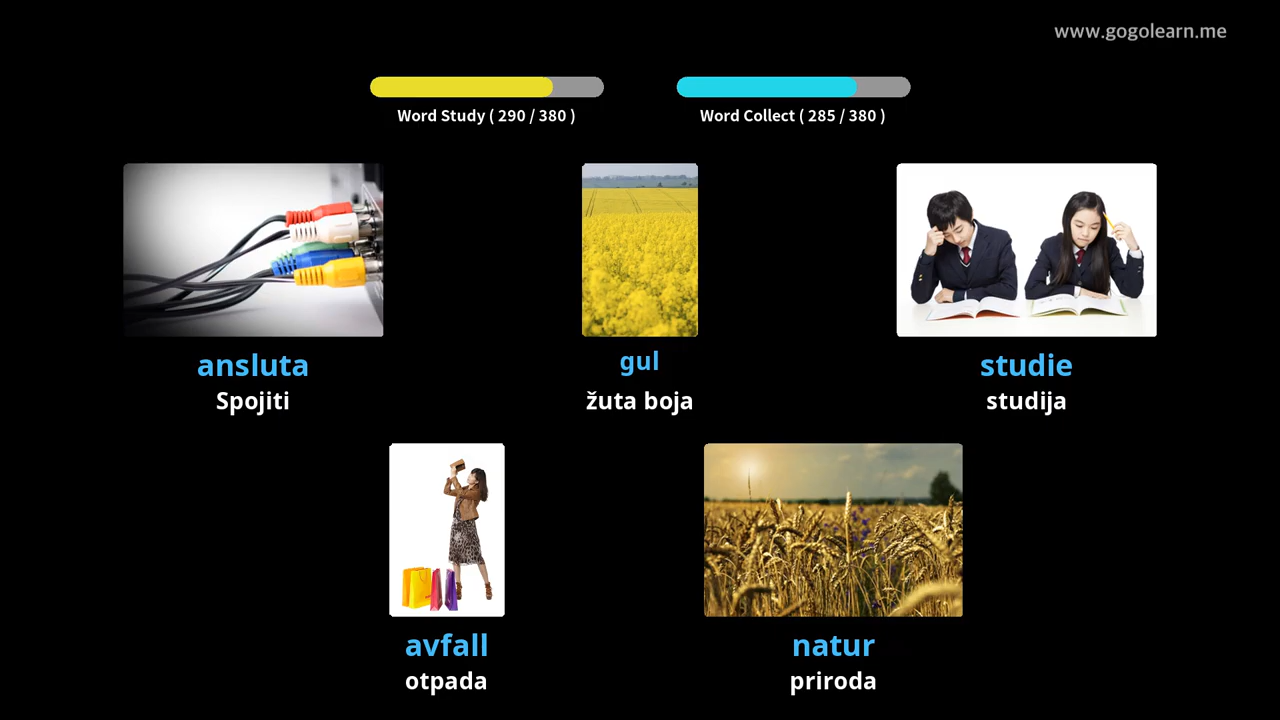 www.gogolearn.me
Word Study ( 290 / 380 )
Word Collect ( 285 / 380 )
ansluta
Spojiti
gul
žuta boja
studie
studija
avfall
otpada
natur
priroda